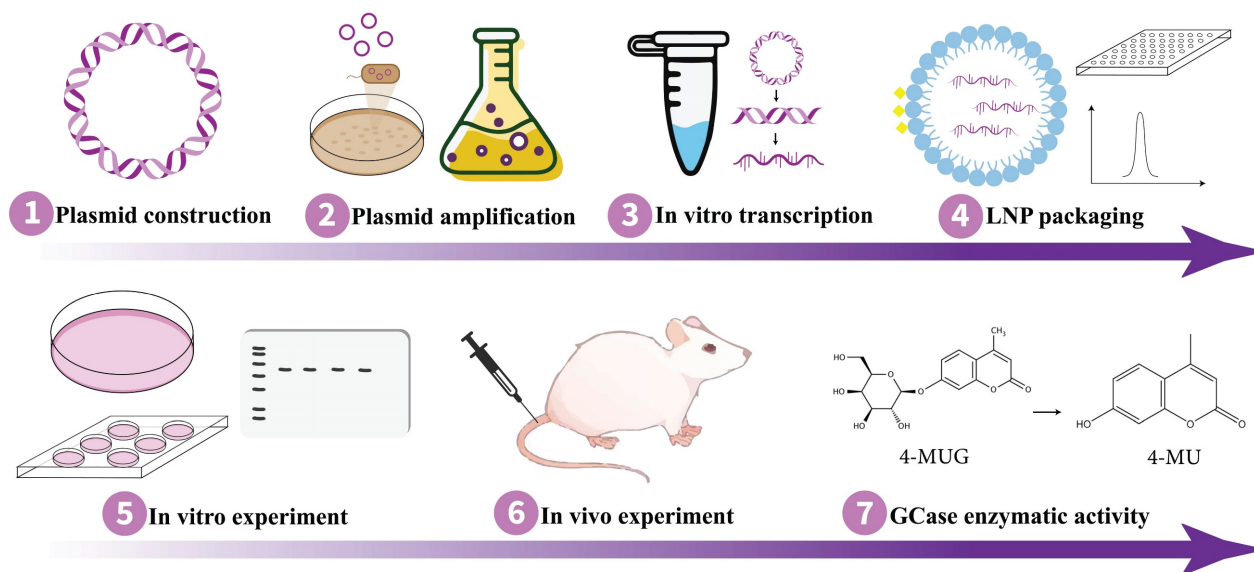 1 Plasmid construction
2 Plasmid amplification
3 In vitro transcription
4 LNP packaging
HO
HO
OH
OH
O
O
CH₃
O
O
4-MUG
HO
O
O
4-MU
5 In vitro experiment
6 In vivo experiment
7 GCase enzymatic activity